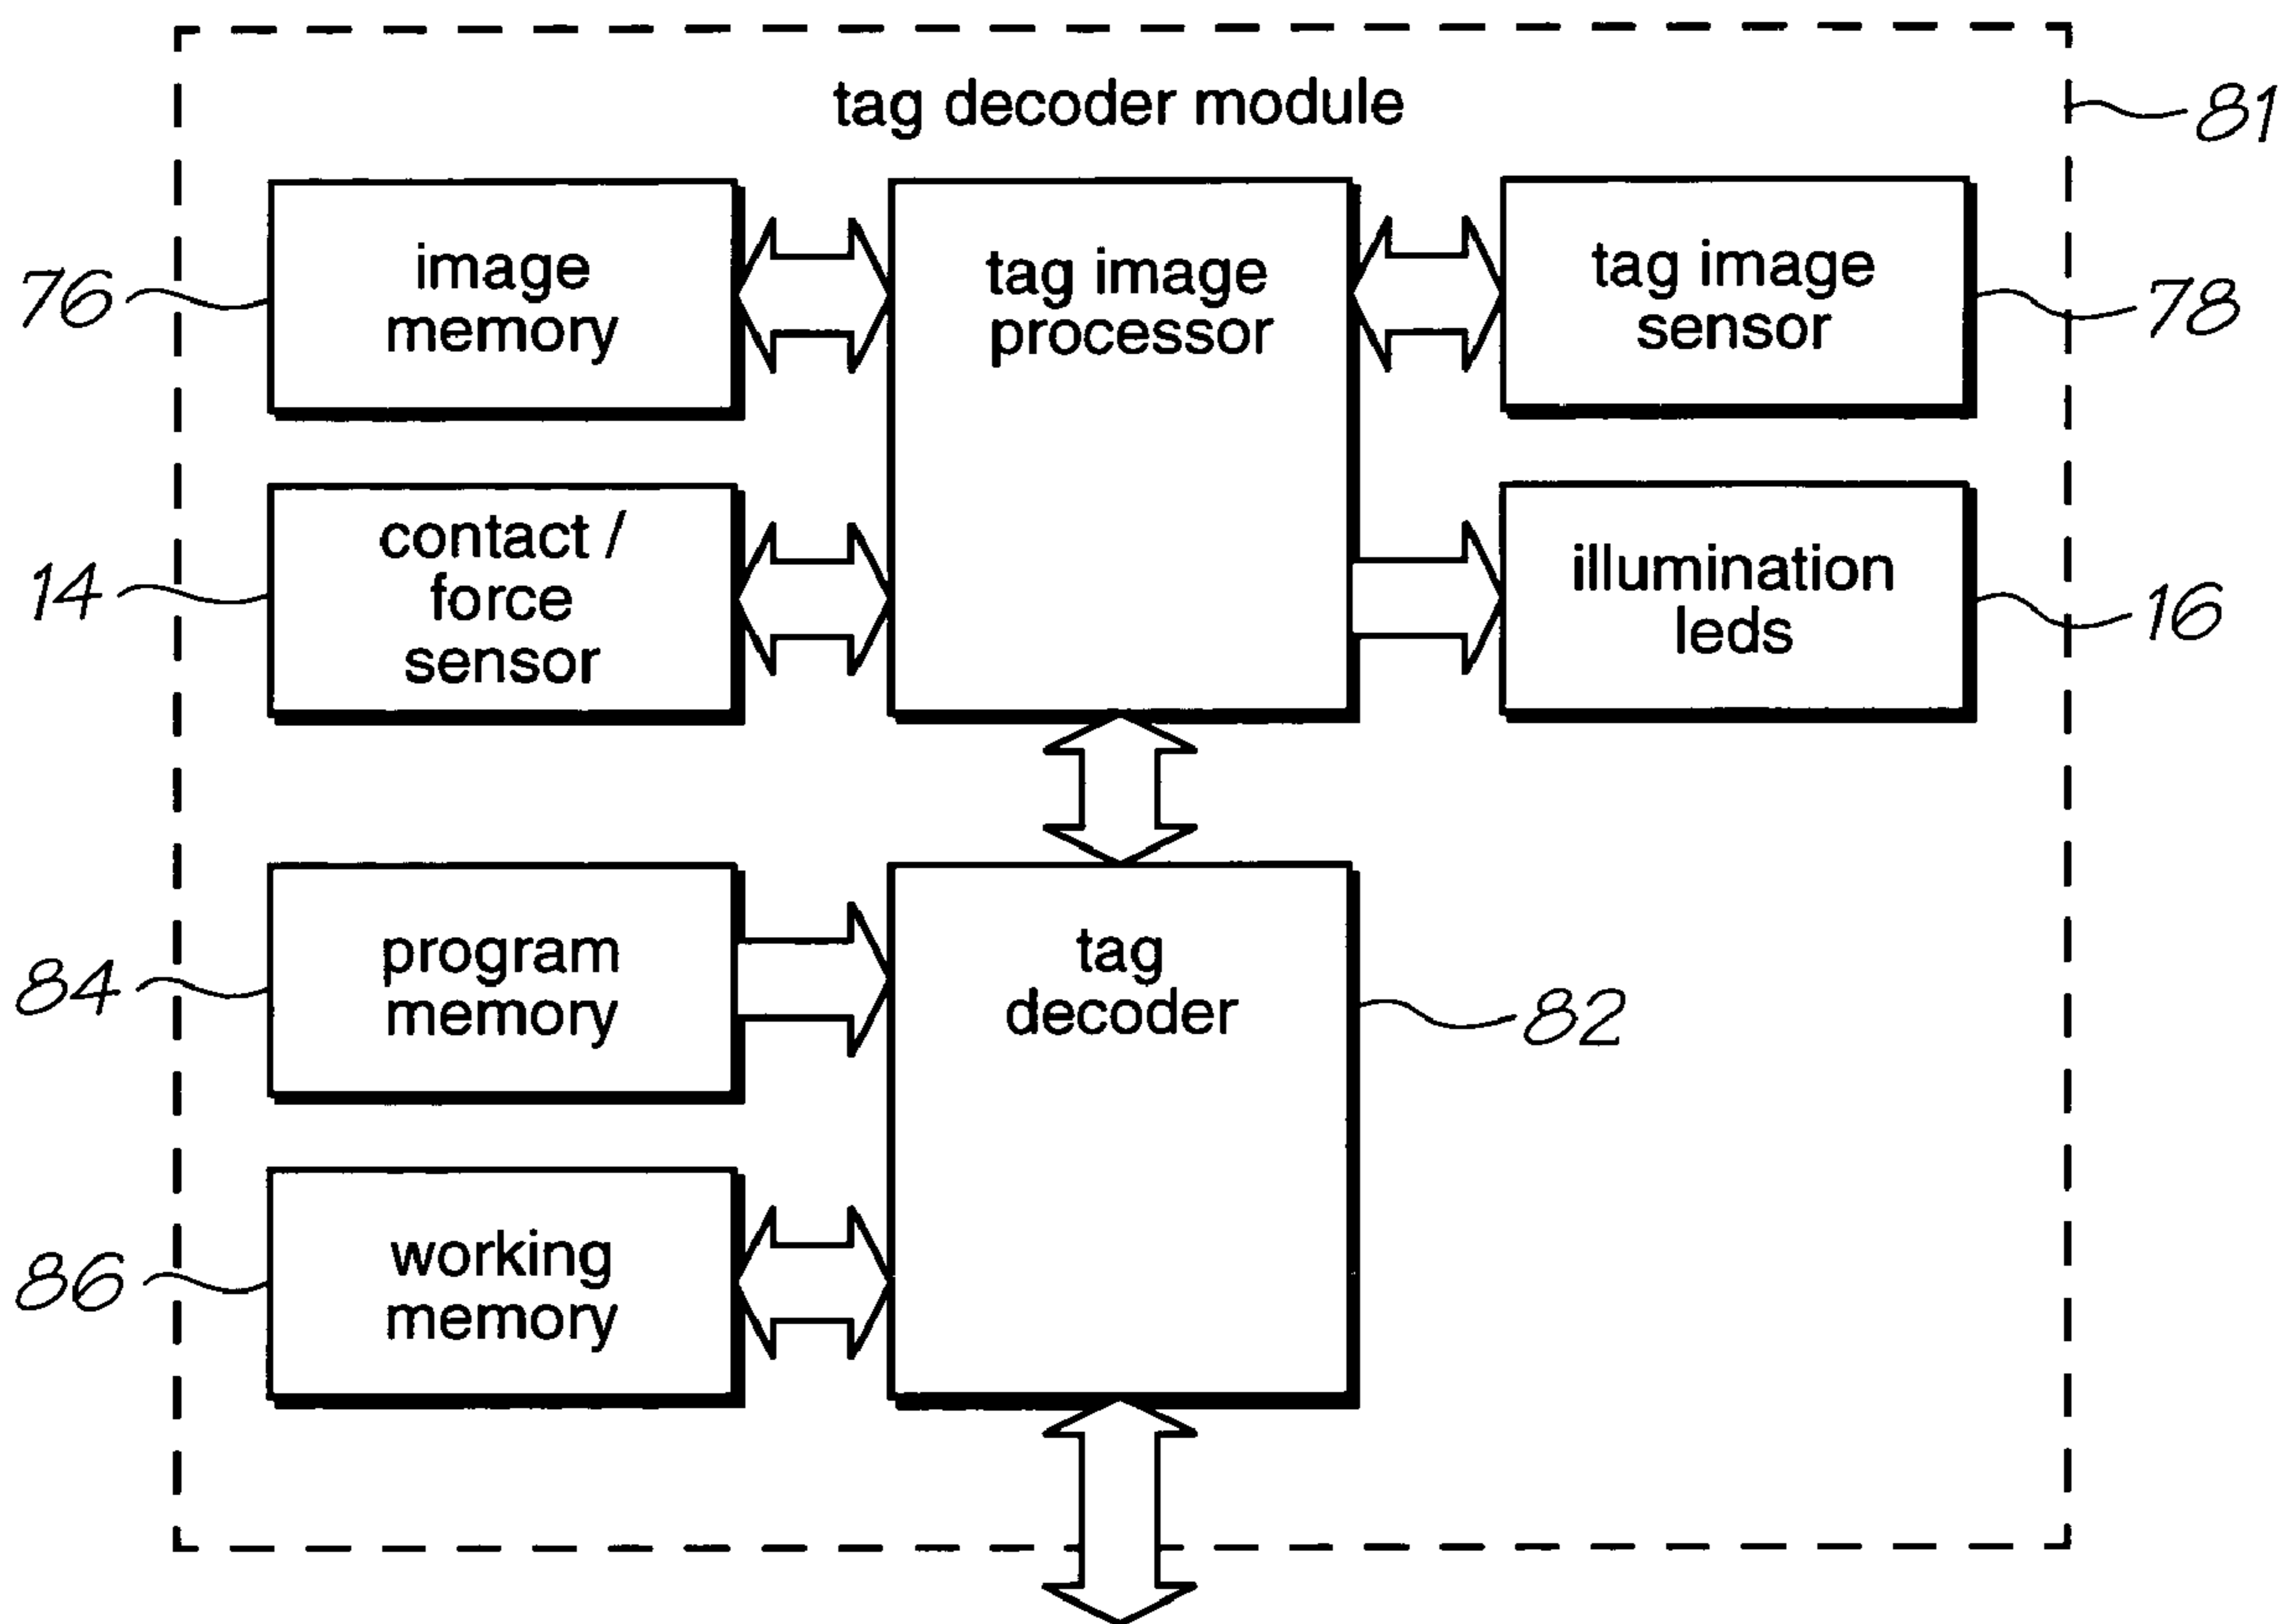 tag decoder module
81
76
image
memory
tag image
processor
tag image
sensor
78
14
contact /
force
sensor
illumination
leds
16
84
program
memory
tag
decoder
82
86
working
memory